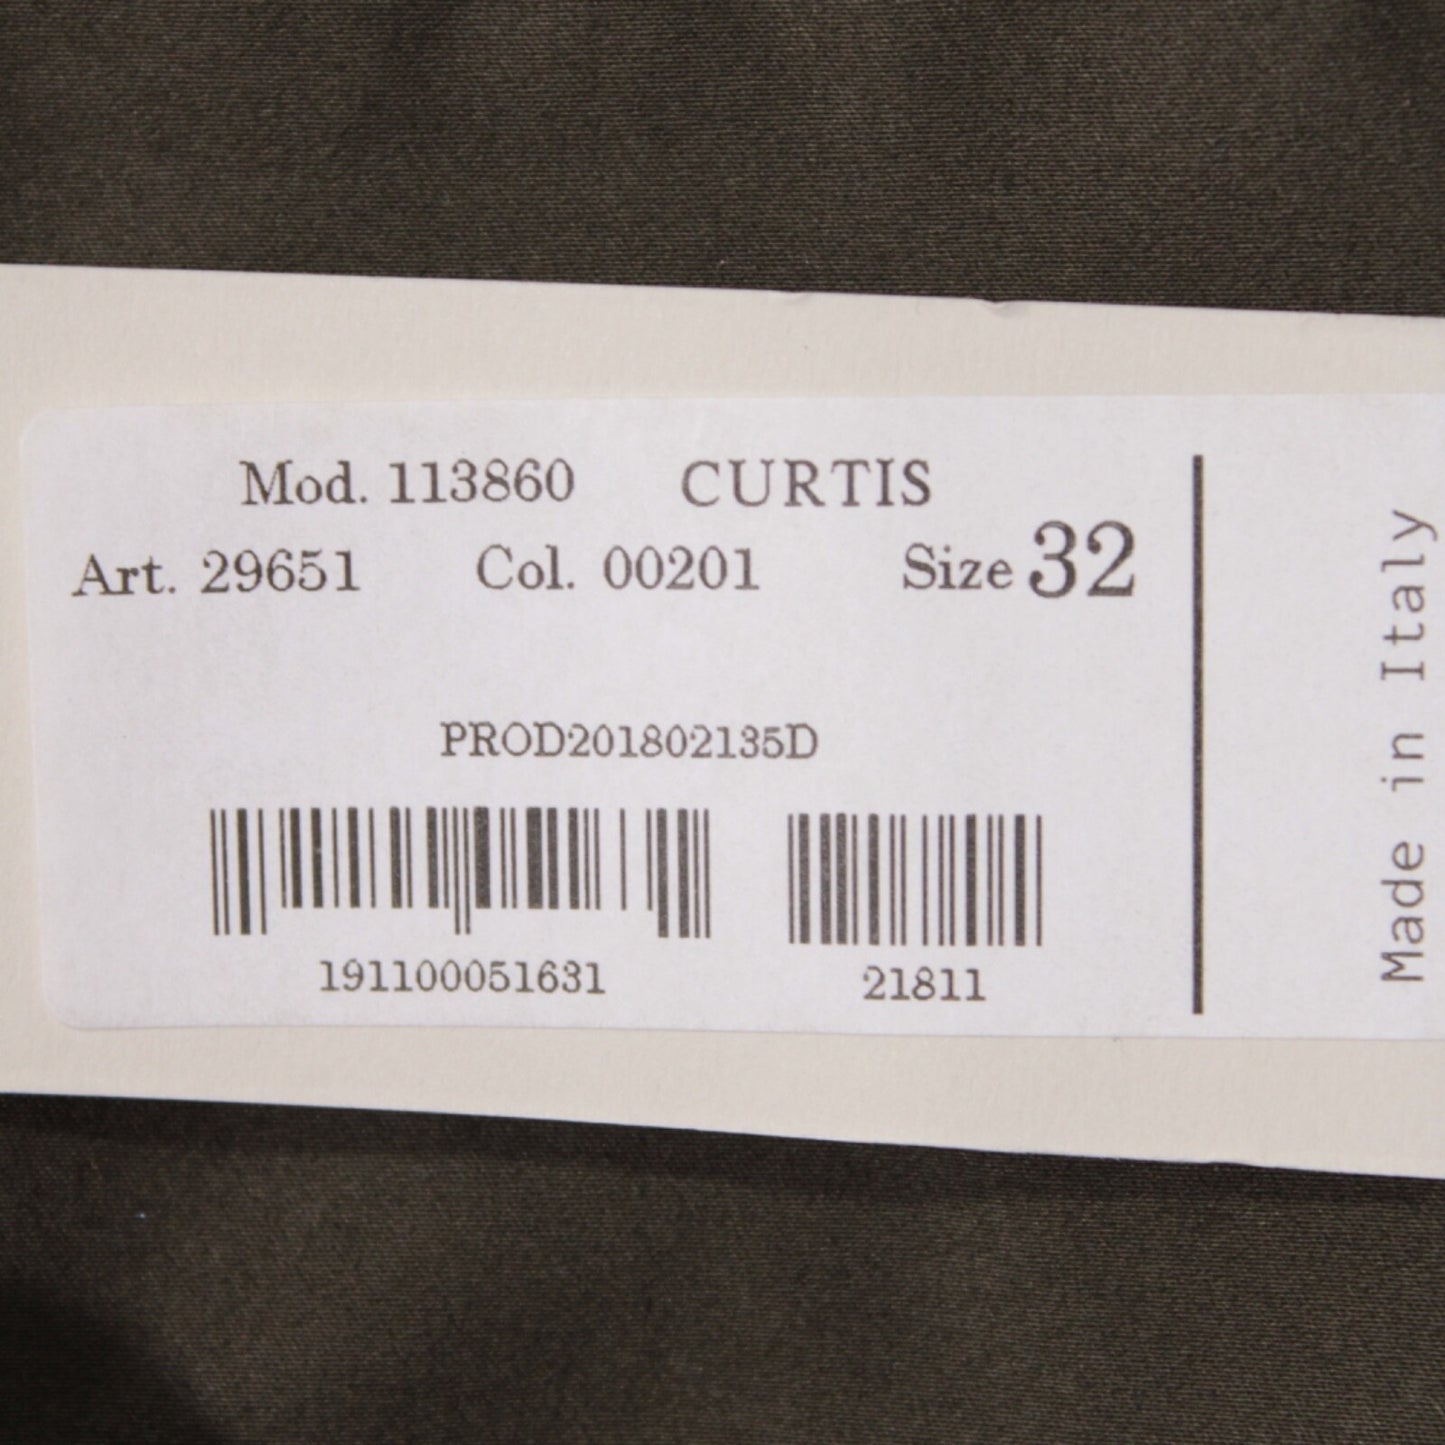 Mod. 113860 CURTIS
Art. 29651 Col. 00201 Size 32
PROD201802135D
191100051631 21811
Made in Italy